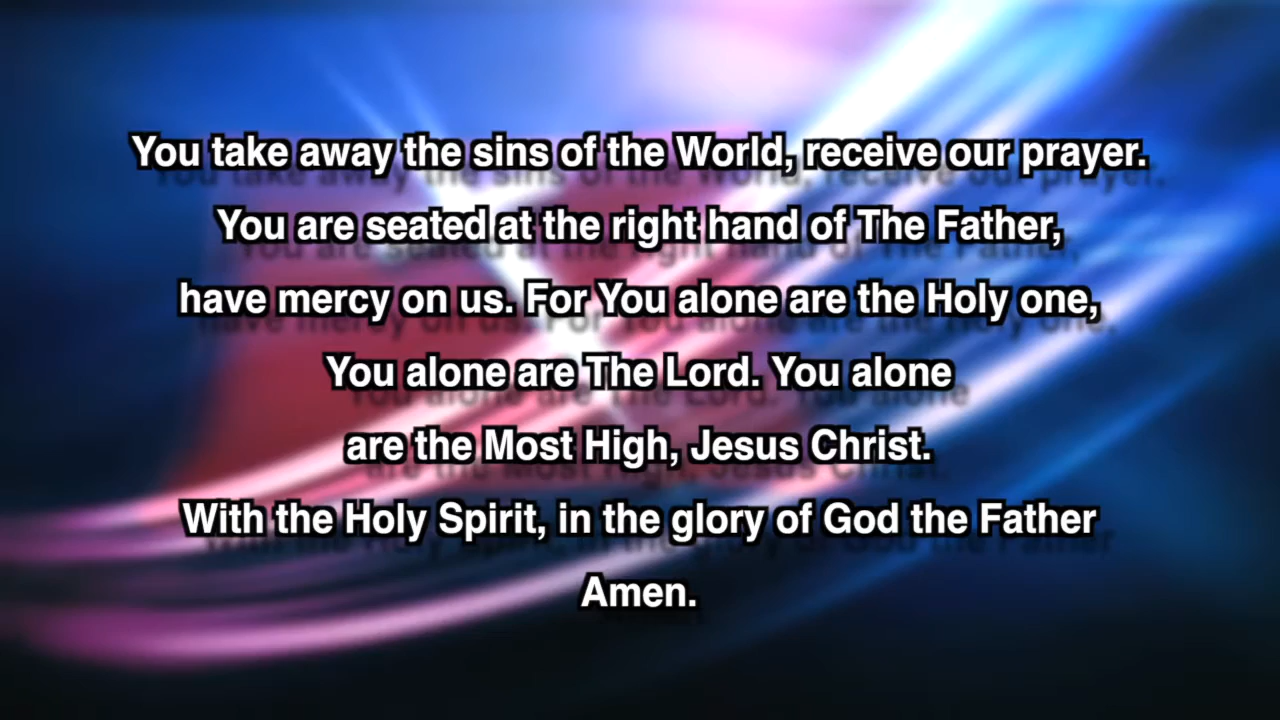 You take away the sins of the World, receive our prayer.
You are seated at the right hand of The Father,
have mercy on us. For You alone are the Holy one,
You alone are The Lord. You alone
are the Most High, Jesus Christ.
With the Holy Spirit, in the glory of God the Father
Amen.